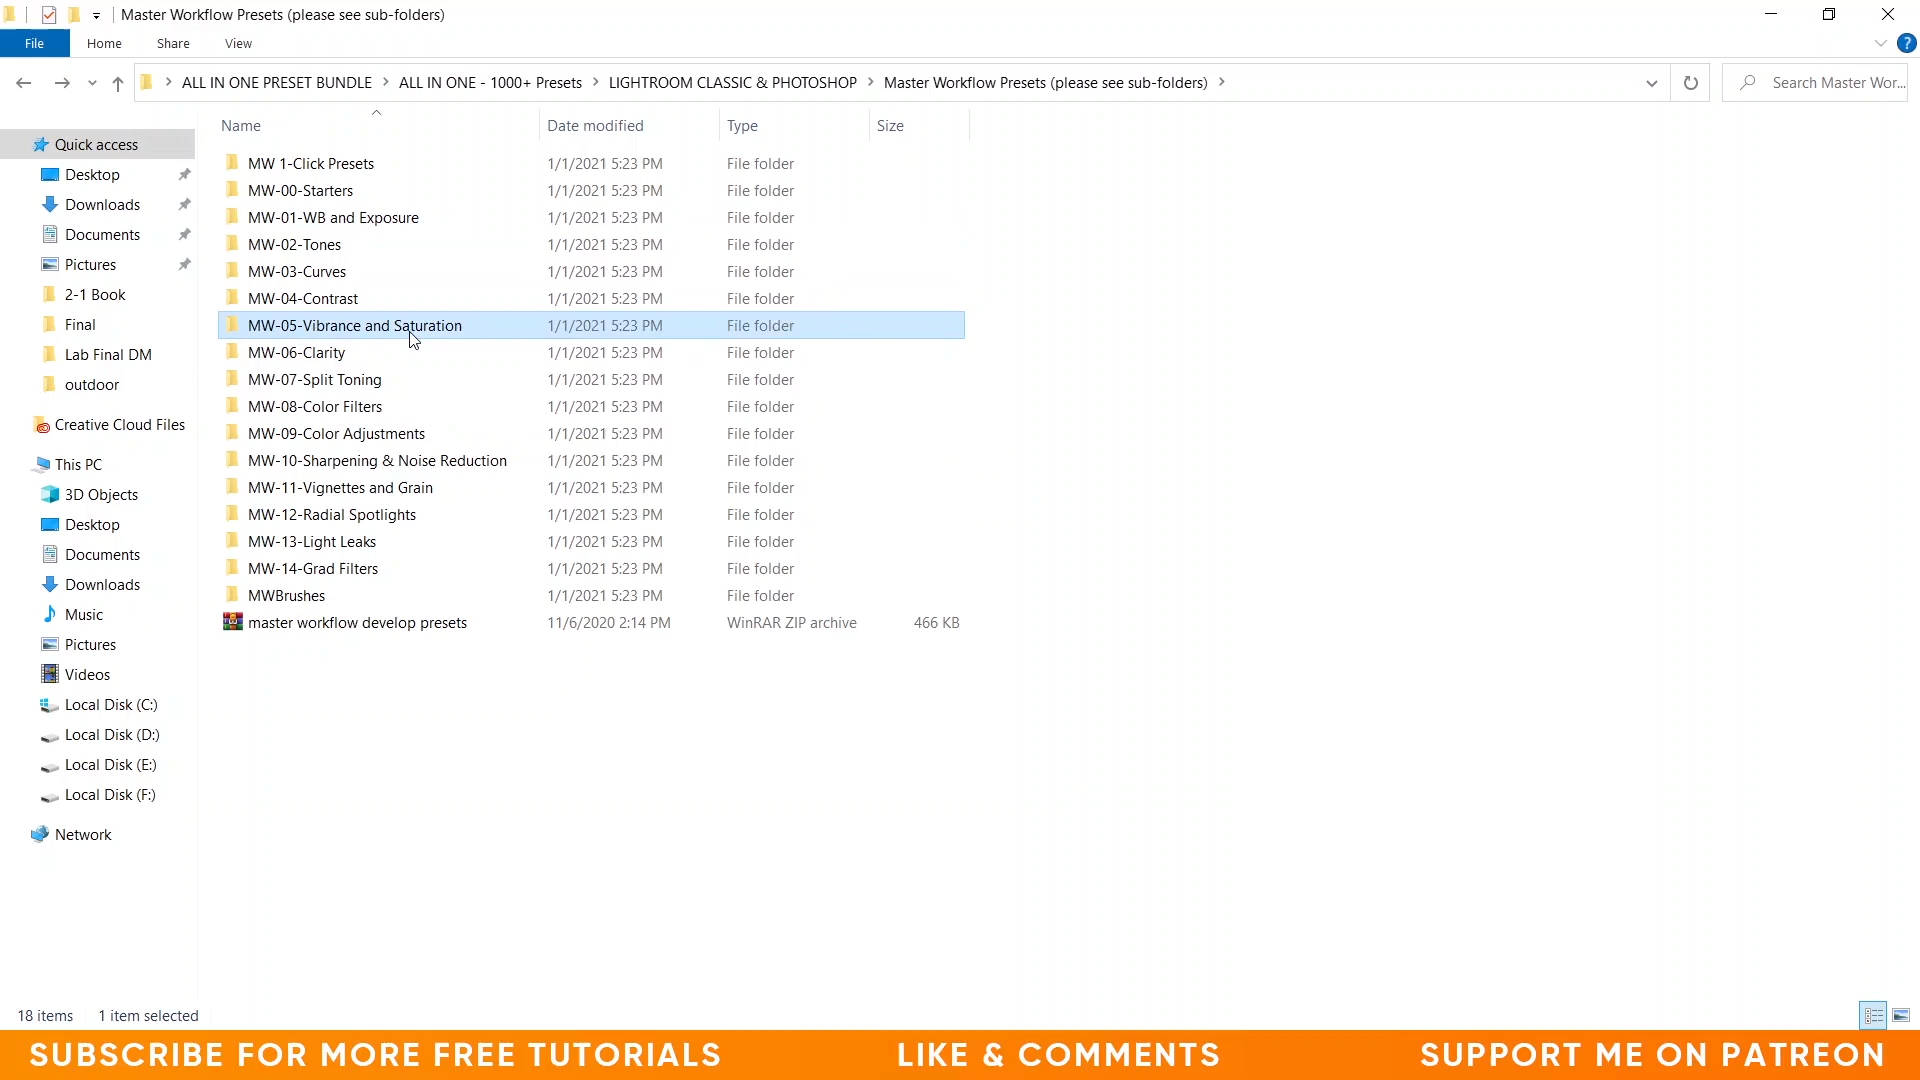 Master Workflow Presets (please see sub-folders)
File Home Share View
ALL IN ONE PRESET BUNDLE ALL IN ONE - 1000+ Presets LIGHTROOM CLASSIC & PHOTOSHOP Master Workflow Presets (please see sub-folders) Search Master Wor...
Name Date modified Type Size
Quick access
Desktop
Downloads
Documents
Pictures
2-1 Book
Final
Lab Final DM
outdoor
Creative Cloud Files
This PC
3D Objects
Desktop
Documents
Downloads
Music
Pictures
Videos
Local Disk (C:)
Local Disk (D:)
Local Disk (E:)
Local Disk (F:)
Network
MW 1-Click Presets 1/1/2021 5:23 PM File folder
MW-00-Starters 1/1/2021 5:23 PM File folder
MW-01-WB and Exposure 1/1/2021 5:23 PM File folder
MW-02-Tones 1/1/2021 5:23 PM File folder
MW-03-Curves 1/1/2021 5:23 PM File folder
MW-04-Contrast 1/1/2021 5:23 PM File folder
MW-05-Vibrance and Saturation 1/1/2021 5:23 PM File folder
MW-06-Clarity 1/1/2021 5:23 PM File folder
MW-07-Split Toning 1/1/2021 5:23 PM File folder
MW-08-Color Filters 1/1/2021 5:23 PM File folder
MW-09-Color Adjustments 1/1/2021 5:23 PM File folder
MW-10-Sharpening & Noise Reduction 1/1/2021 5:23 PM File folder
MW-11-Vignettes and Grain 1/1/2021 5:23 PM File folder
MW-12-Radial Spotlights 1/1/2021 5:23 PM File folder
MW-13-Light Leaks 1/1/2021 5:23 PM File folder
MW-14-Grad Filters 1/1/2021 5:23 PM File folder
MWBrushes 1/1/2021 5:23 PM File folder
master workflow develop presets 11/6/2020 2:14 PM WinRAR ZIP archive 466 KB
18 items 1 item selected
SUBSCRIBE FOR MORE FREE TUTORIALS LIKE & COMMENTS SUPPORT ME ON PATREON